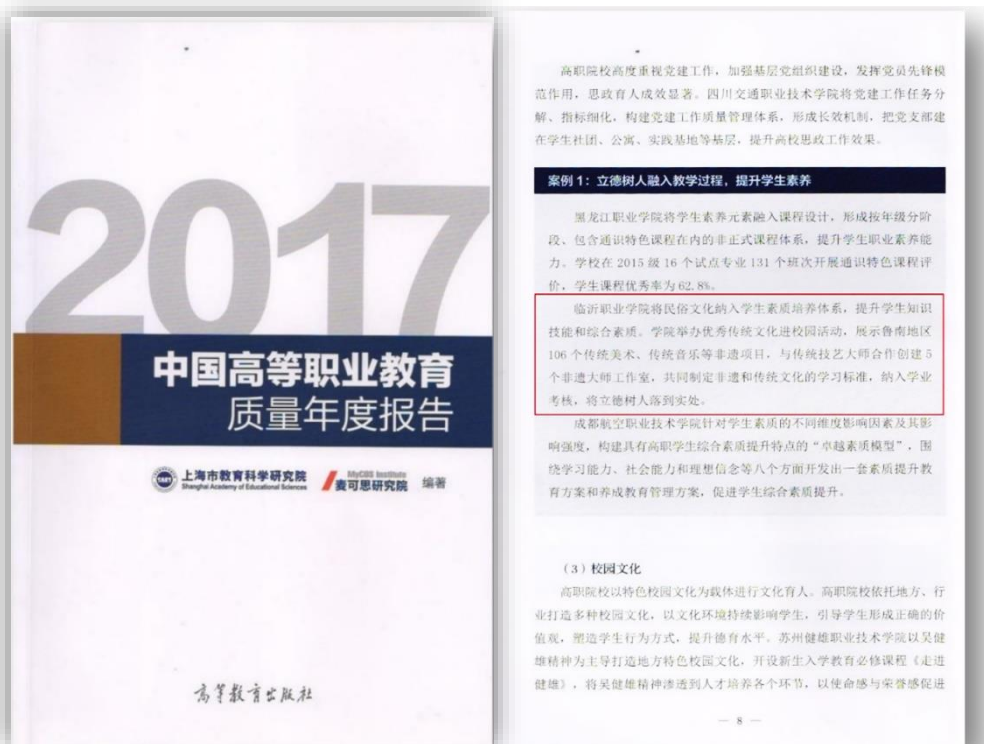 2017
中国高等职业教育
质量年度报告
1981
上海市教育科学研究院
Shanghai Academy of Educational Sciences
MyCOS Institute
麦可思研究院
编著
高等教育出版社
高职院校高度重视党建工作，加强基层党组织建设，发挥党员先锋模
范作用，思政育人成效显著。四川交通职业技术学院将党建工作任务分
解、指标细化，构建党建工作质量管理体系，形成长效机制，把党支部建
在学生社团、公寓、实践基地等基层，提升高校思政工作效果。
案例 1：立德树人融入教学过程，提升学生素养
黑龙江职业学院将学生素养元素融入课程设计，形成按年级分阶
段、包含通识特色课程在内的非正式课程体系，提升学生职业素养能
力。学校在 2015 级 16 个试点专业 131 个班次开展通识特色课程评
价，学生课程优秀率为 62.8%。
临沂职业学院将民俗文化纳入学生素质培养体系，提升学生知识
技能和综合素质。学院举办优秀传统文化进校园活动，展示鲁南地区
106 个传统美术、传统音乐等非遗项目，与传统技艺大师合作创建 5
个非遗大师工作室，共同制定非遗和传统文化的学习标准，纳入学业
考核，将立德树人落到实处。
成都航空职业技术学院针对学生素质的不同维度影响因素及其影
响强度，构建具有高职学生综合素质提升特点的“卓越素质模型”，围
绕学习能力、社会能力和理想信念等八个方面开发出一套素质提升教
育方案和养成教育管理方案，促进学生综合素质提升。
（3）校园文化
高职院校以特色校园文化为载体进行文化育人。高职院校依托地方、行
业打造多种校园文化，以文化环境持续影响学生，引导学生形成正确的价
值观，塑造学生行为方式，提升德育水平。苏州健雄职业技术学院以吴健
雄精神为主导打造地方特色校园文化，开设新生入学教育必修课程《走进
健雄》，将吴健雄精神渗透到人才培养各个环节，以使命感与荣誉感促进
— 8 —